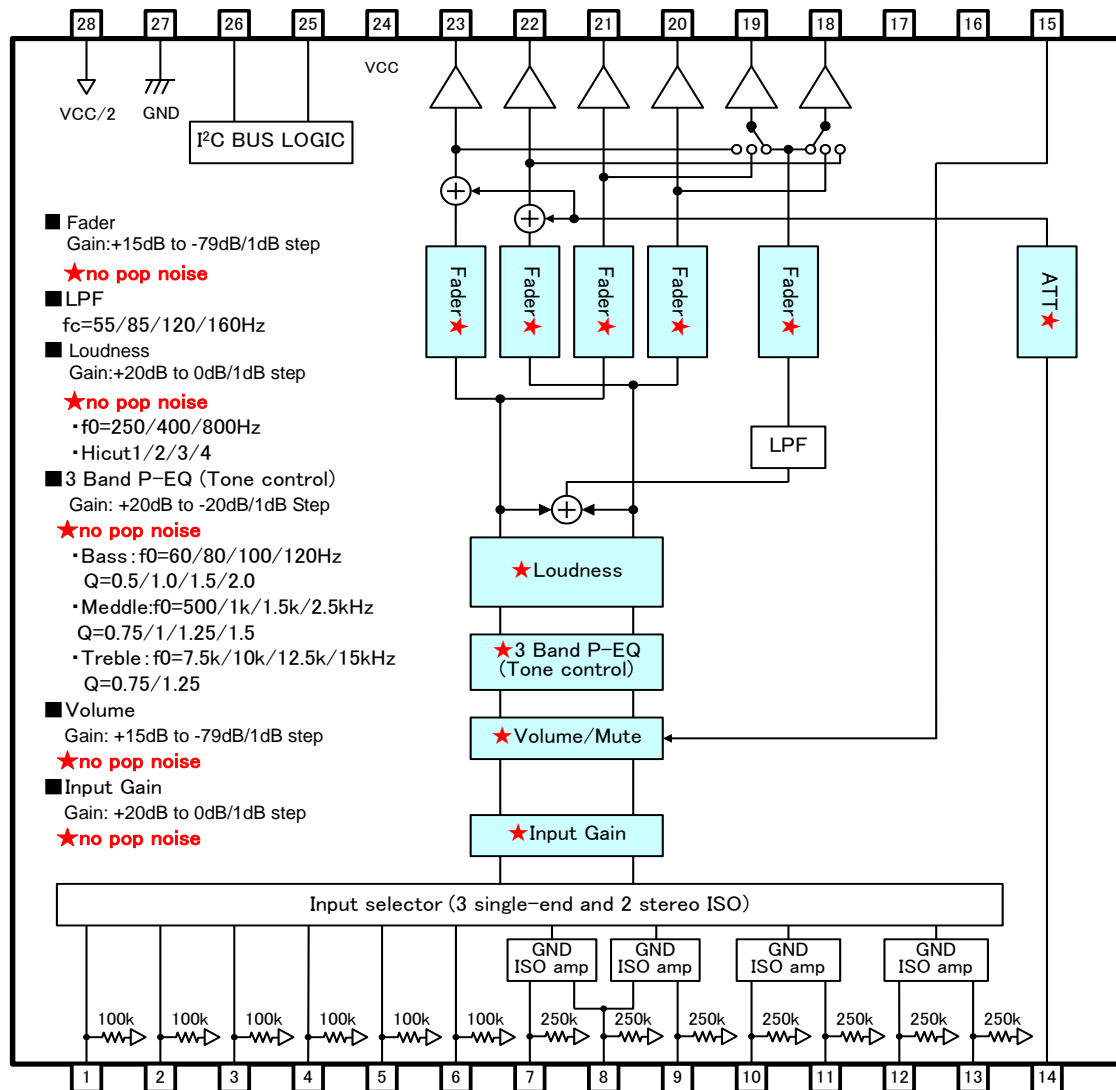 28 27 26 25 24 23 22 21 20 19 18 17 16 15
VCC
VCC/2
GND
I²C BUS LOGIC
■ Fader
Gain:+15dB to -79dB/1dB step
★no pop noise
■LPF
fc=55/85/120/160Hz
■ Loudness
Gain:+20dB to 0dB/1dB step
★no pop noise
・f0=250/400/800Hz
・Hicut1/2/3/4
■3 Band P-EQ (Tone control)
Gain: +20dB to -20dB/1dB Step
★no pop noise
・Bass:f0=60/80/100/120Hz
Q=0.5/1.0/1.5/2.0
・Meddle:f0=500/1k/1.5k/2.5kHz
Q=0.75/1/1.25/1.5
・Treble:f0=7.5k/10k/12.5k/15kHz
Q=0.75/1.25
■Volume
Gain: +15dB to -79dB/1dB step
★no pop noise
■Input Gain
Gain: +20dB to 0dB/1dB step
★no pop noise
Fader★
Fader★
Fader★
Fader★
Fader★
ATT★
LPF
★Loudness
★3 Band P-EQ
(Tone control)
★Volume/Mute
★Input Gain
Input selector (3 single-end and 2 stereo ISO)
GND
ISO amp
GND
ISO amp
GND
ISO amp
GND
ISO amp
100k 100k 100k 100k 100k 100k 250k 250k 250k 250k 250k 250k 250k
1 2 3 4 5 6 7 8 9 10 11 12 13 14